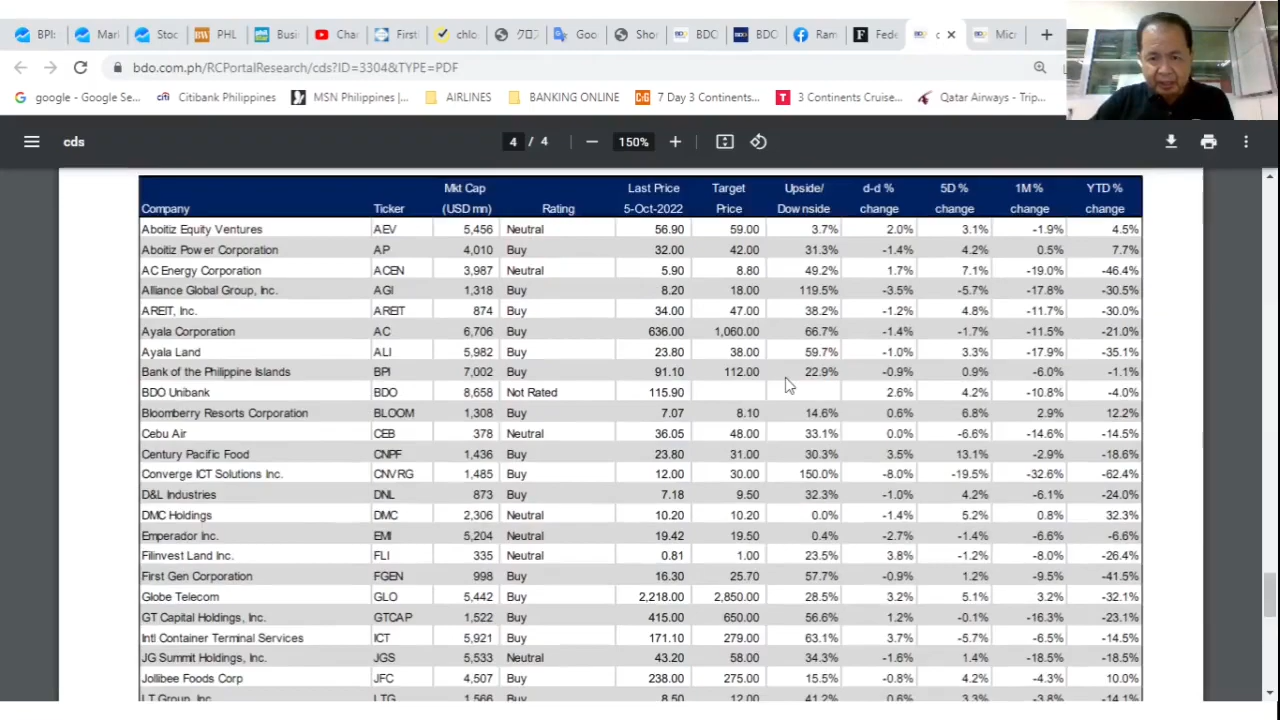 BPI:
Mark
Stoc
BW PHL
Busi
Char
First
chlo
クロ
Goo
Sho
BDO BDC
BDO BDO
Ram
F Fede
BDO c
BDO Micr
bdo.com.ph/RCPortalResearch/cds?ID=3304&TYPE=PDF
google - Google Se...
citi Citibank Philippines
MSN Philippines |...
AIRLINES
BANKING ONLINE
7 Day 3 Continents...
T 3 Continents Cruise...
Qatar Airways - Trip...
cds
4 / 4
150%
Mkt Cap Last Price Target Upside/ d-d % 5D % 1M % YTD %
Company Ticker (USD mn) Rating 5-Oct-2022 Price Downside change change change change
Aboitiz Equity Ventures AEV 5,456 Neutral 56.90 59.00 3.7% 2.0% 3.1% -1.9% 4.5%
Aboitiz Power Corporation AP 4,010 Buy 32.00 42.00 31.3% -1.4% 4.2% 0.5% 7.7%
AC Energy Corporation ACEN 3,987 Neutral 5.90 8.80 49.2% 1.7% 7.1% -19.0% -46.4%
Alliance Global Group, Inc. AGI 1,318 Buy 8.20 18.00 119.5% -3.5% -5.7% -17.8% -30.5%
AREIT, Inc. AREIT 874 Buy 34.00 47.00 38.2% -1.2% 4.8% -11.7% -30.0%
Ayala Corporation AC 6,706 Buy 636.00 1,060.00 66.7% -1.4% -1.7% -11.5% -21.0%
Ayala Land ALI 5,982 Buy 23.80 38.00 59.7% -1.0% 3.3% -17.9% -35.1%
Bank of the Philippine Islands BPI 7,002 Buy 91.10 112.00 22.9% -0.9% 0.9% -6.0% -1.1%
BDO Unibank BDO 8,658 Not Rated 115.90 2.6% 4.2% -10.8% -4.0%
Bloomberry Resorts Corporation BLOOM 1,308 Buy 7.07 8.10 14.6% 0.6% 6.8% 2.9% 12.2%
Cebu Air CEB 378 Neutral 36.05 48.00 33.1% 0.0% -6.6% -14.6% -14.5%
Century Pacific Food CNPF 1,436 Buy 23.80 31.00 30.3% 3.5% 13.1% -2.9% -18.6%
Converge ICT Solutions Inc. CNVRG 1,485 Buy 12.00 30.00 150.0% -8.0% -19.5% -32.6% -62.4%
D&L Industries DNL 873 Buy 7.18 9.50 32.3% -1.0% 4.2% -6.1% -24.0%
DMC Holdings DMC 2,306 Neutral 10.20 10.20 0.0% -1.4% 5.2% 0.8% 32.3%
Emperador Inc. EMI 5,204 Neutral 19.42 19.50 0.4% -2.7% -1.4% -6.6% -6.6%
Filinvest Land Inc. FLI 335 Neutral 0.81 1.00 23.5% 3.8% -1.2% -8.0% -26.4%
First Gen Corporation FGEN 998 Buy 16.30 25.70 57.7% -0.9% 1.2% -9.5% -41.5%
Globe Telecom GLO 5,442 Buy 2,218.00 2,850.00 28.5% 3.2% 5.1% 3.2% -32.1%
GT Capital Holdings, Inc. GTCAP 1,522 Buy 415.00 650.00 56.6% 1.2% -0.1% -16.3% -23.1%
Intl Container Terminal Services ICT 5,921 Buy 171.10 279.00 63.1% 3.7% -5.7% -6.5% -14.5%
JG Summit Holdings, Inc. JGS 5,533 Neutral 43.20 58.00 34.3% -1.6% 1.4% -18.5% -18.5%
Jollibee Foods Corp JFC 4,507 Buy 238.00 275.00 15.5% -0.8% 4.2% -4.3% 10.0%
LT Group, Inc. LTG 1,566 Buy 8.50 12.00 41.2% 0.6% 3.3% -3.8% -14.1%